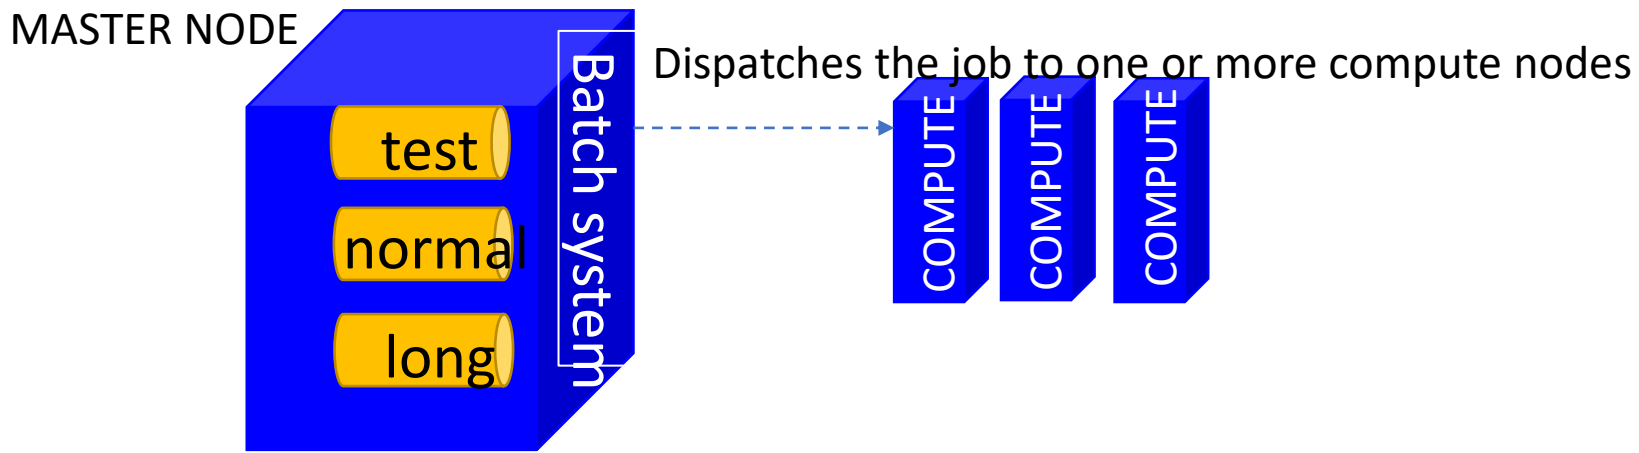 MASTER NODE
Dispatches the job to one or more compute nodes
test
normal
long
Batch system
COMPUTE
COMPUTE
COMPUTE